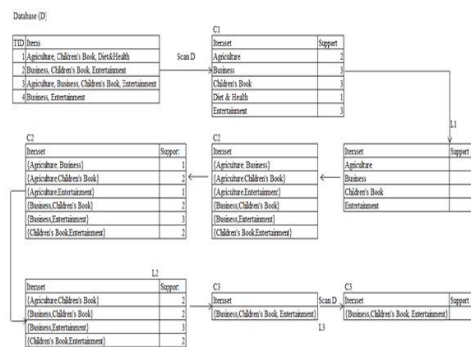 Database (D)
TID Items
1 Agriculture, Children's Book, Diet&Health
2 Business, Children's Book, Entertainment
3 Agriculture, Business, Children's Book, Entertainment
4 Business, Entertainment
Scan D
C1
Itemset Support
Agriculture 2
Business 3
Children's Book 3
Diet & Health 1
Entertainment 3
L1
Itemset Support
Agriculture
Business
Children's Book
Entertainment
C2
Itemset Support
{Agriculture, Business}
{Agriculture,Children's Book}
{Agriculture,Entertainment}
{Business,Children's Book}
{Business,Entertainment}
{Children's Book,Entertainment}
C2
Itemset Support
{Agriculture, Business} 1
{Agriculture,Children's Book} 2
{Agriculture,Entertainment} 1
{Business,Children's Book} 2
{Business,Entertainment} 3
{Children's Book,Entertainment} 2
L2
Itemset Support
{Agriculture,Children's Book} 2
{Business,Children's Book} 2
{Business,Entertainment} 3
{Children's Book,Entertainment} 2
C3
Itemset Support
{Business,Children's Book, Entertainment}
Scan D
L3
C3
Itemset Support
{Business,Children's Book, Entertainment}